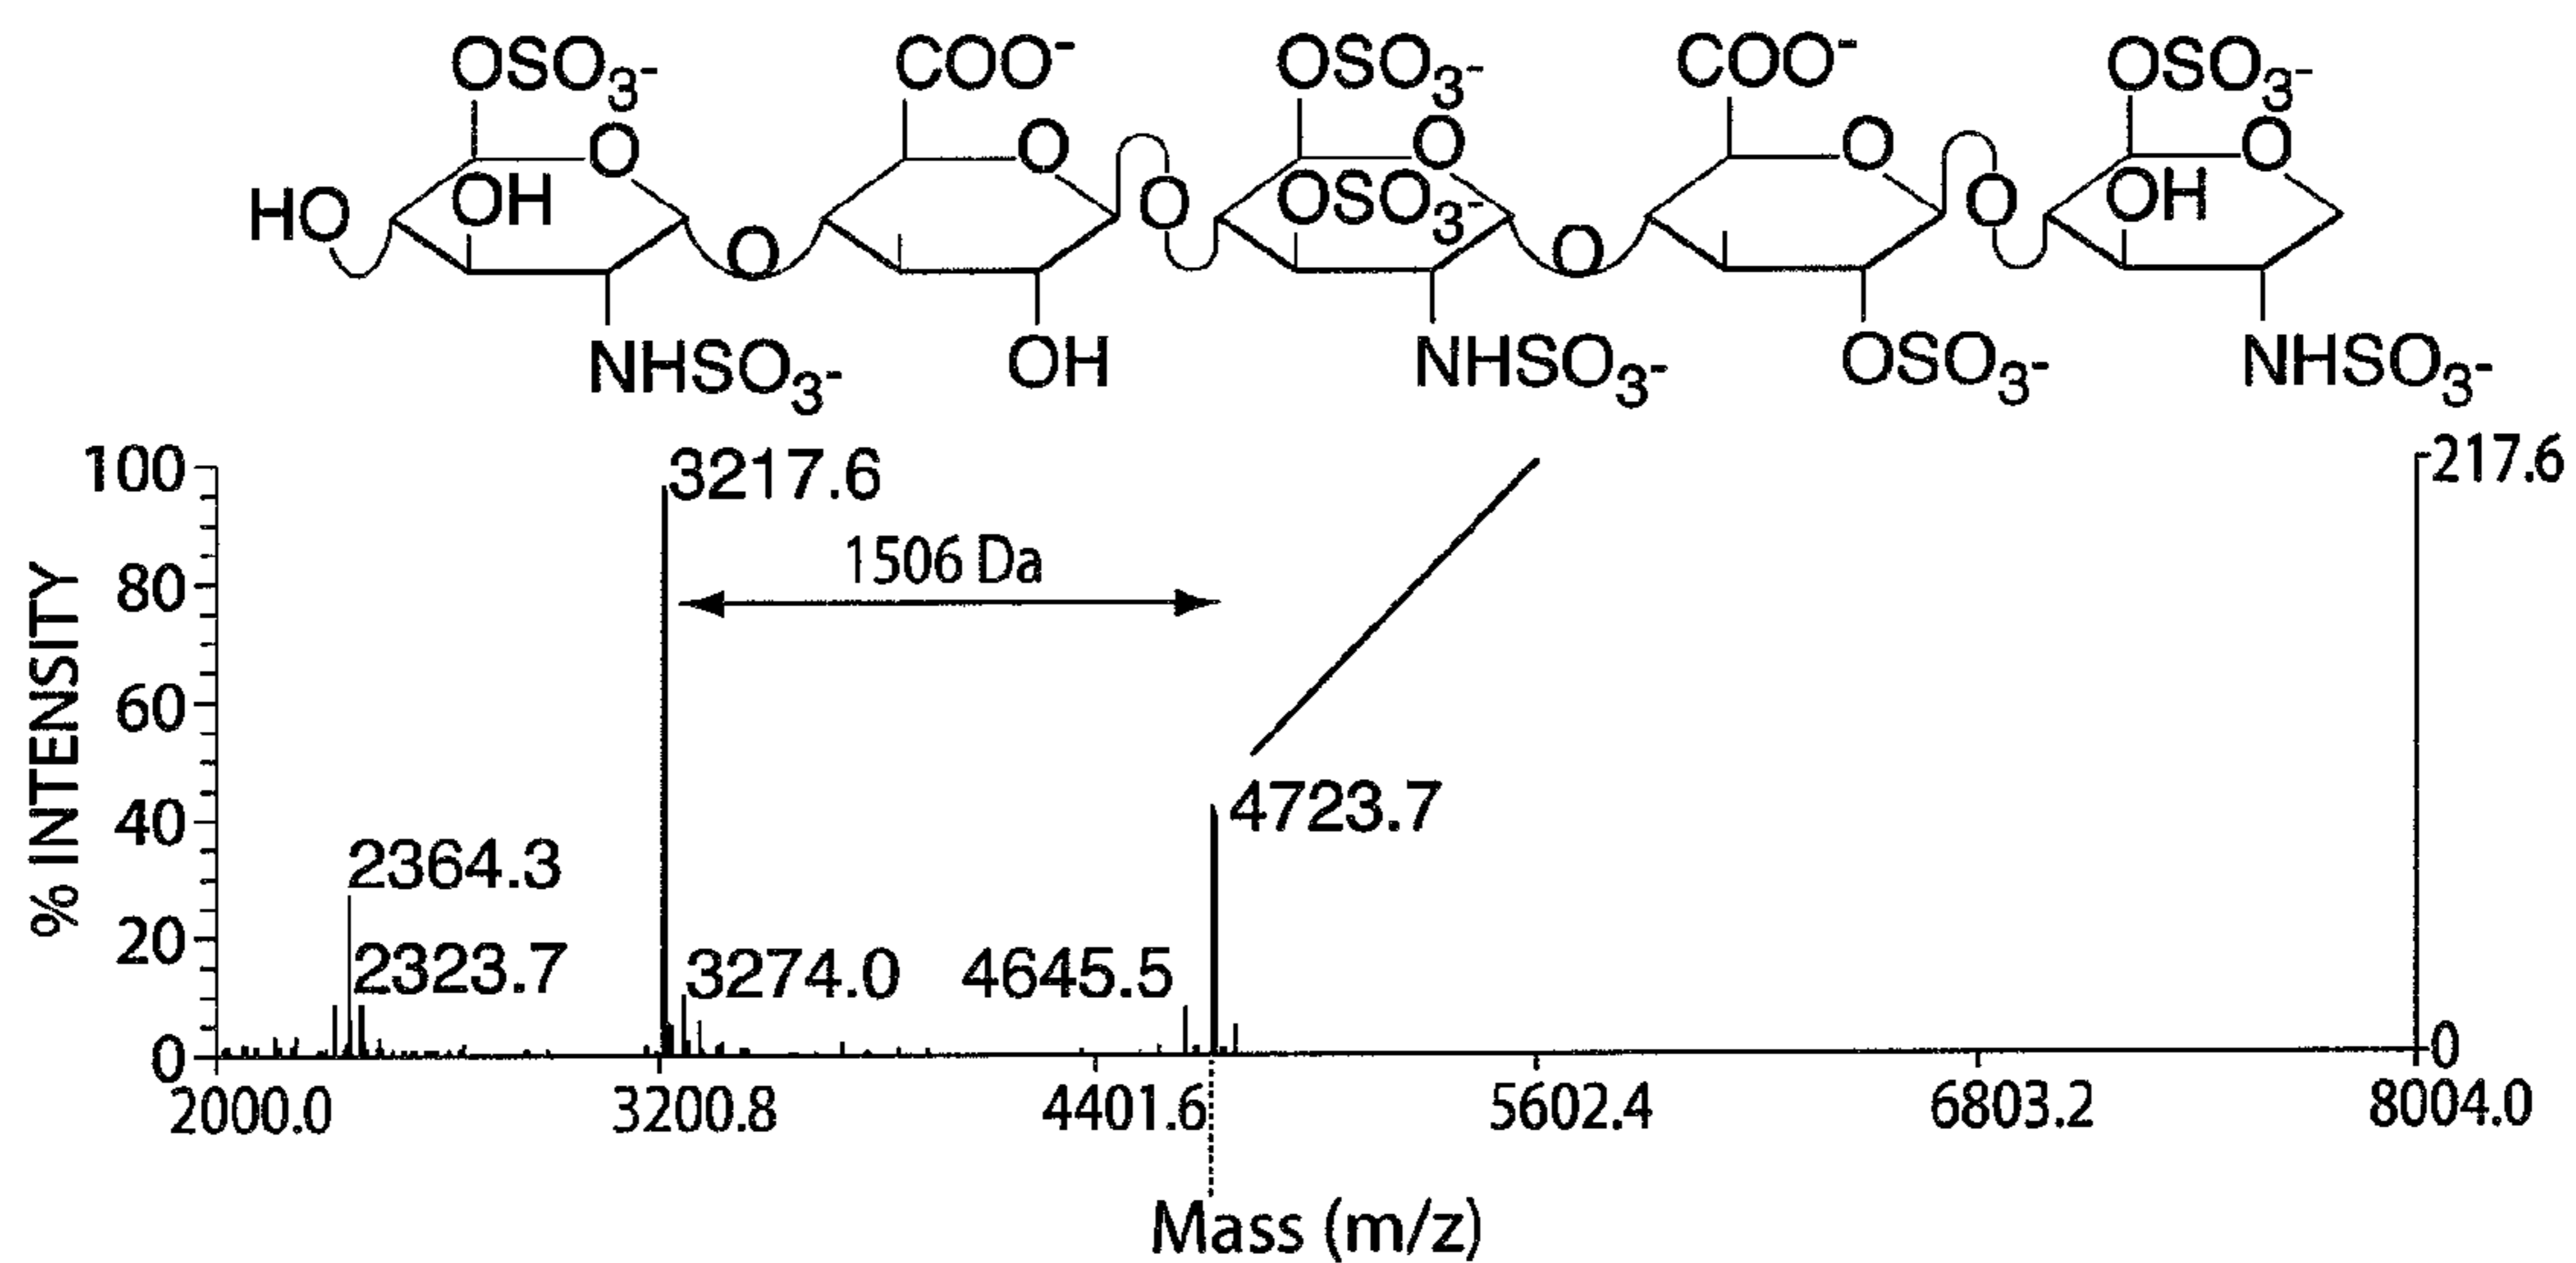 OSO3- COO- OSO3- COO- OSO3-
O O O O O
HO OH O OSO3- O OH
O O
NHSO3- OH NHSO3- OSO3- NHSO3-
100 3217.6 217.6
1506 Da
80
60
% INTENSITY
4723.7
40
2364.3
20
2323.7 3274.0 4645.5
0 0
2000.0 3200.8 4401.6 5602.4 6803.2 8004.0
Mass (m/z)